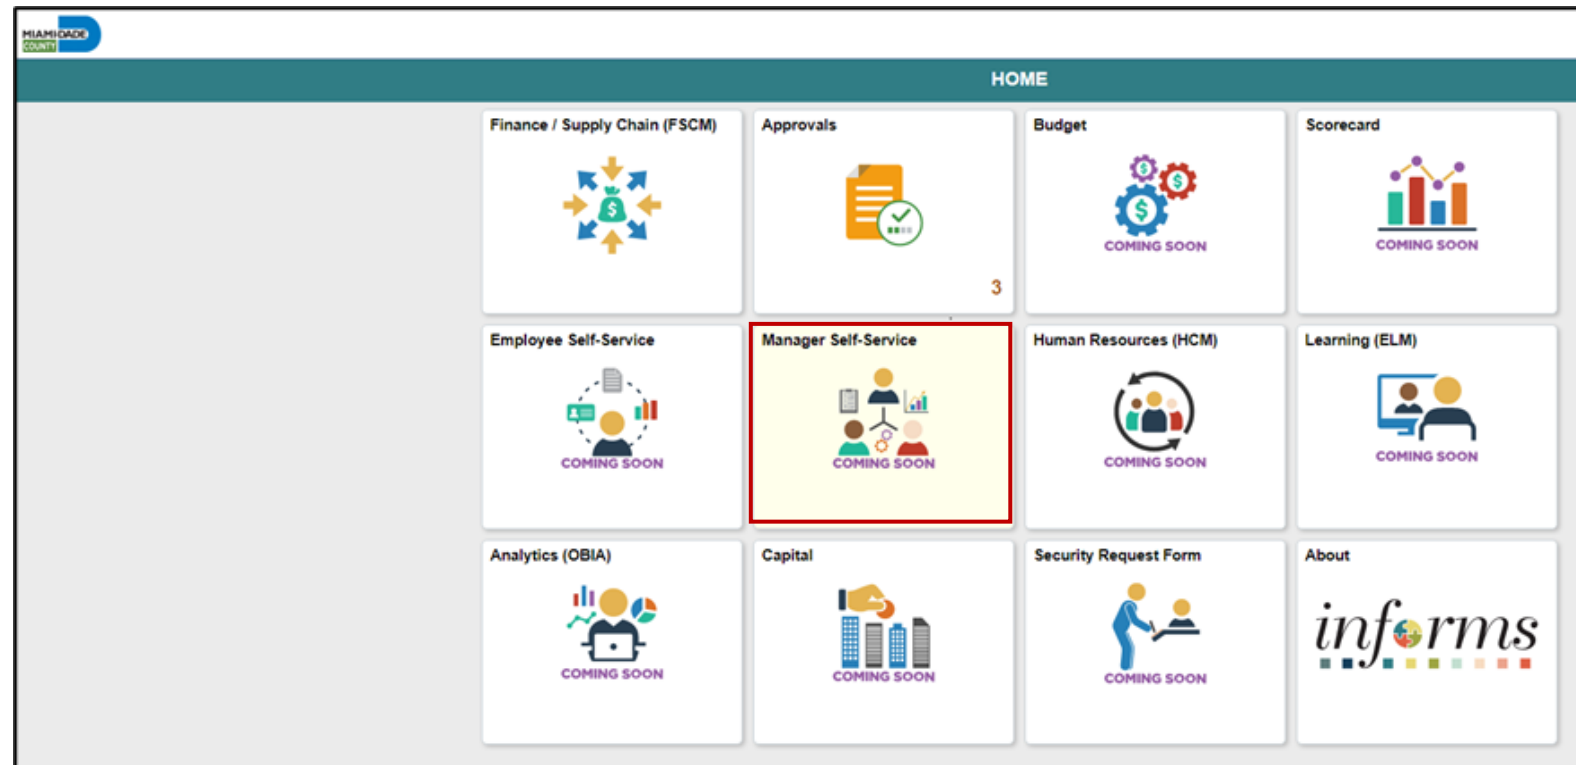 MIAMI-DADE
COUNTY
HOME
Finance / Supply Chain (FSCM)
Approvals
3
Budget
COMING SOON
Scorecard
COMING SOON
Employee Self-Service
COMING SOON
Manager Self-Service
COMING SOON
Human Resources (HCM)
COMING SOON
Learning (ELM)
COMING SOON
Analytics (OBIA)
COMING SOON
Capital
COMING SOON
Security Request Form
COMING SOON
About
informs